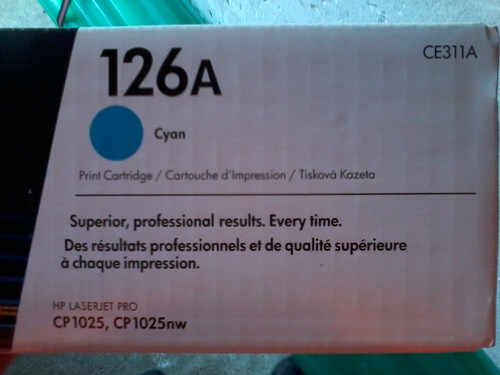 126A
CE311A
Cyan
Print Cartridge / Cartouche d'Impression / Tisková Kazeta
Superior, professional results. Every time.
Des résultats professionnels et de qualité supérieure
à chaque impression.
HP LASERJET PRO
CP1025, CP1025nw